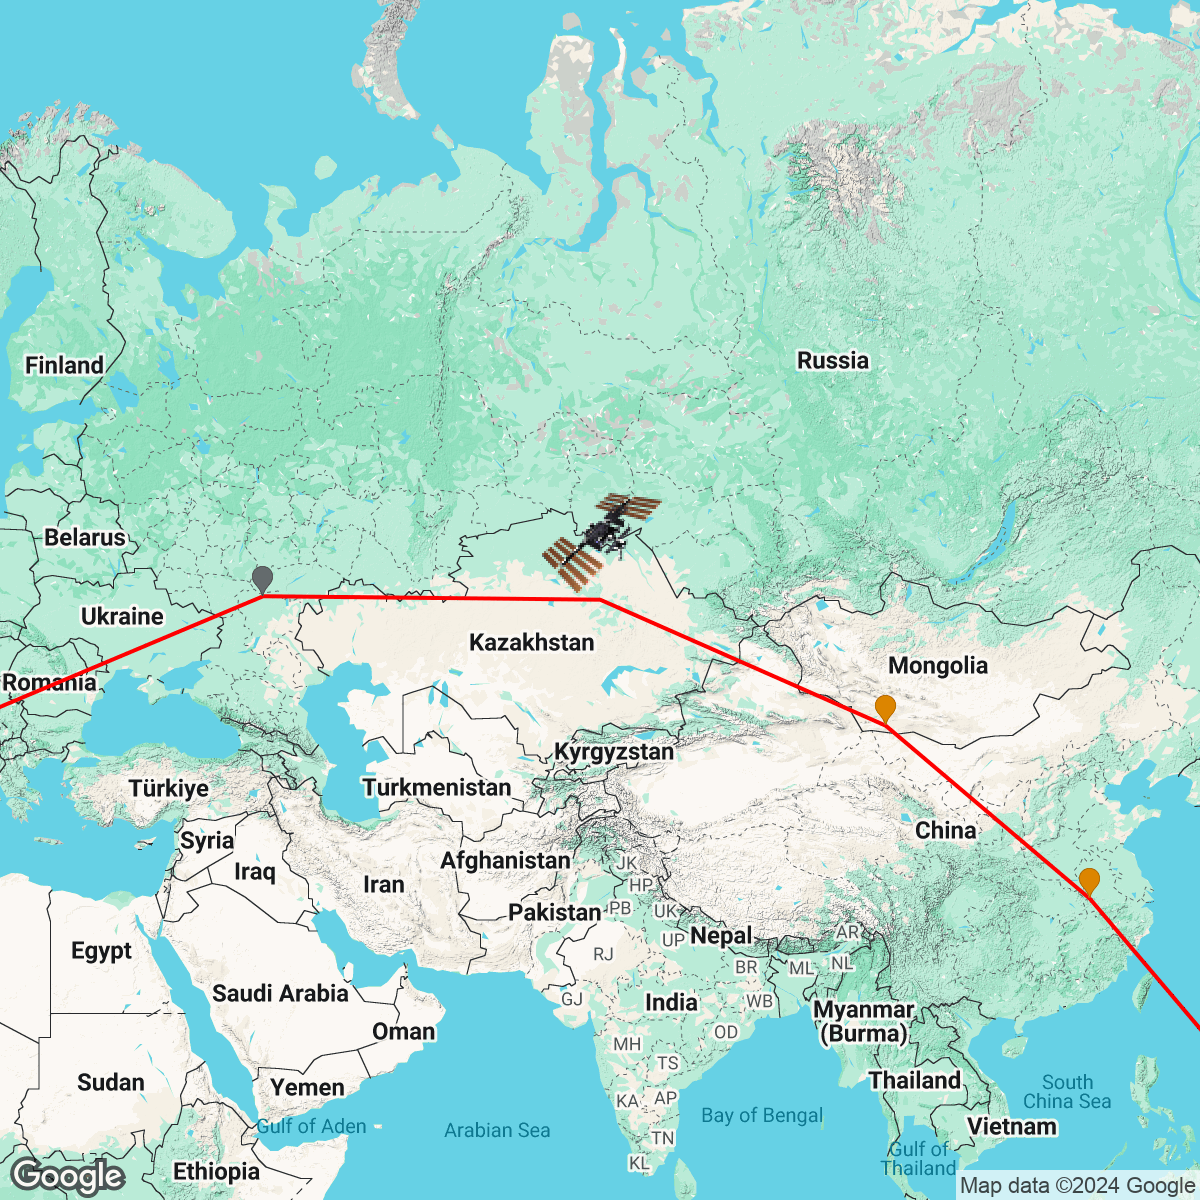 Finland
Russia
Belarus
Ukraine
Kazakhstan
Mongolia
Romania
Kyrgyzstan
Türkiye
Turkmenistan
Syria
China
Afghanistan
JK
Iraq
Iran
HP
Pakistan
PB
UK
Nepal
AR
Egypt
RJ
UP
BR
ML
NL
Saudi Arabia
GJ
India
WB
Myanmar
(Burma)
Oman
OD
MH
TS
Sudan
Yemen
Thailand
South
China Sea
KA
AP
Gulf of Aden
Arabian Sea
Bay of Bengal
Vietnam
TN
Gulf of
Thailand
KL
Ethiopia
Google
Map data ©2024 Google